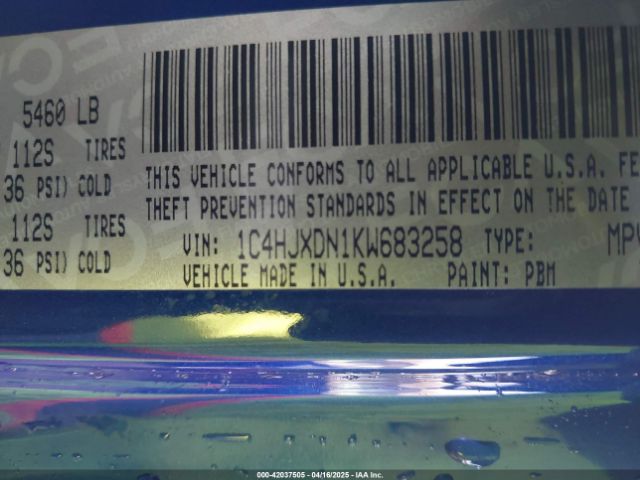 5460 LB
112S TIRES
36 PSI) COLD
112S TIRES
36 PSI) COLD
THIS VEHICLE CONFORMS TO ALL APPLICABLE U.S.A. FE
THEFT PREVENTION STANDARDS IN EFFECT ON THE DATE
VIN: 1C4HJXDN1KW683258 TYPE: MPV
VEHICLE MADE IN U.S.A. PAINT: PBM
000-42037505 - 04/16/2025 - IAA Inc.